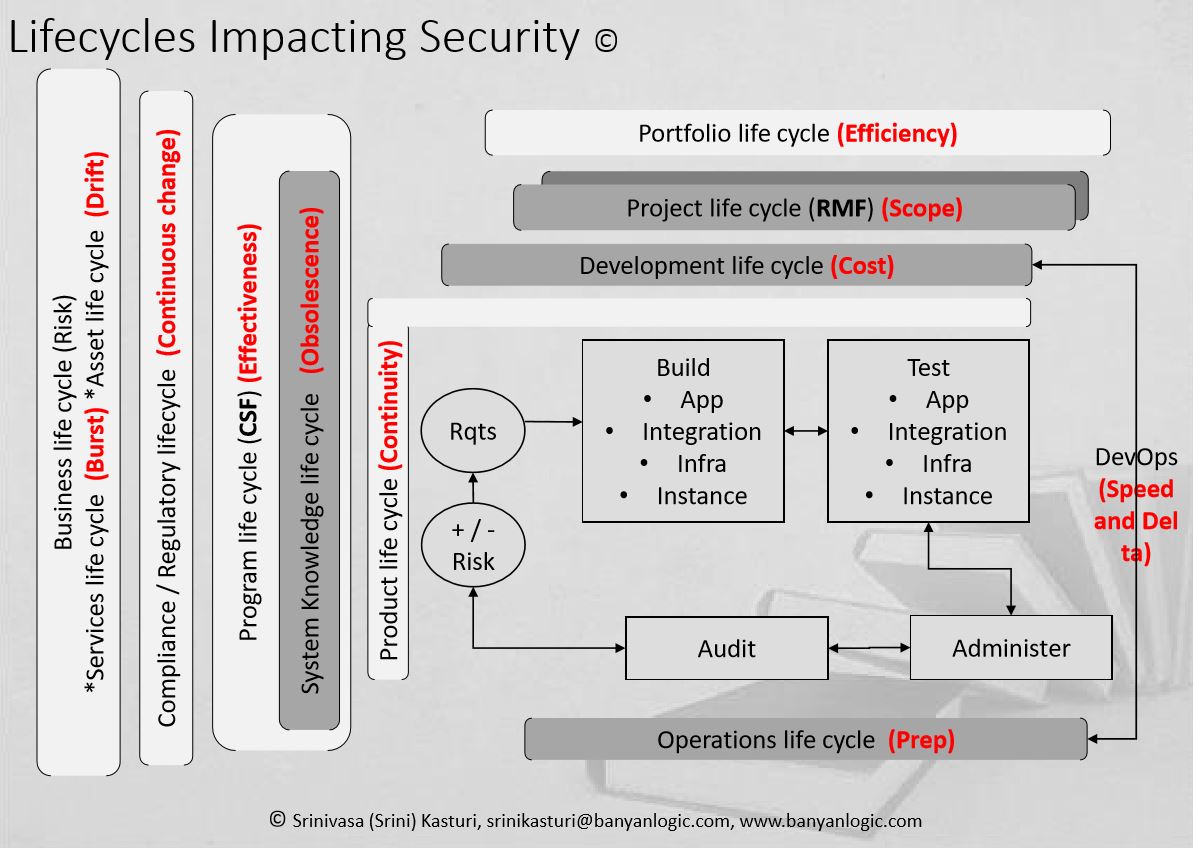 Lifecycles Impacting Security ©
Business life cycle (Risk)
*Services life cycle (Burst) *Asset life cycle (Drift)
Compliance / Regulatory lifecycle (Continuous change)
Program life cycle (CSF) (Effectiveness)
System Knowledge life cycle (Obsolescence)
Portfolio life cycle (Efficiency)
Project life cycle (RMF) (Scope)
Development life cycle (Cost)
Product life cycle (Continuity)
Rqts
+ / -
Risk
Build
• App
• Integration
• Infra
• Instance
Test
• App
• Integration
• Infra
• Instance
DevOps
(Speed
and Del
ta)
Audit
Administer
Operations life cycle (Prep)
© Srinivasa (Srini) Kasturi, srinikasturi@banyanlogic.com, www.banyanlogic.com